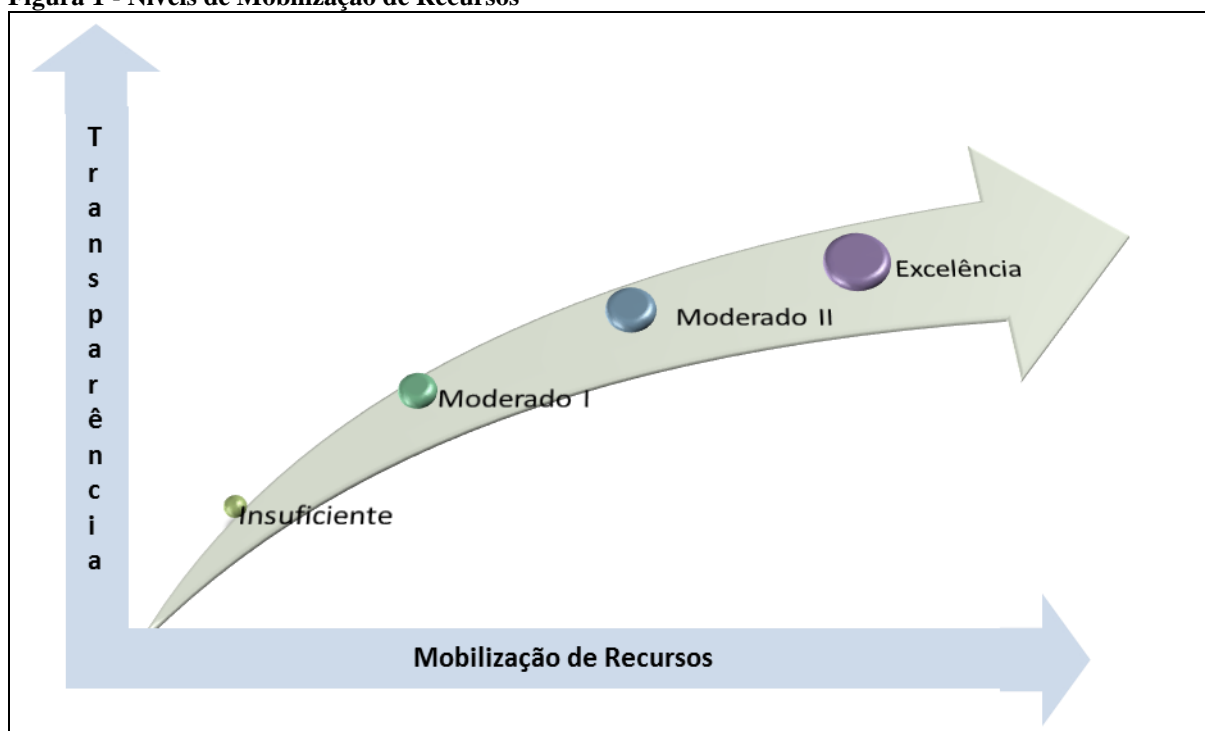 Figura 1 - Níveis de Mobilização de Recursos
Transparência
Excelência
Moderado II
Moderado I
Insuficiente
Mobilização de Recursos